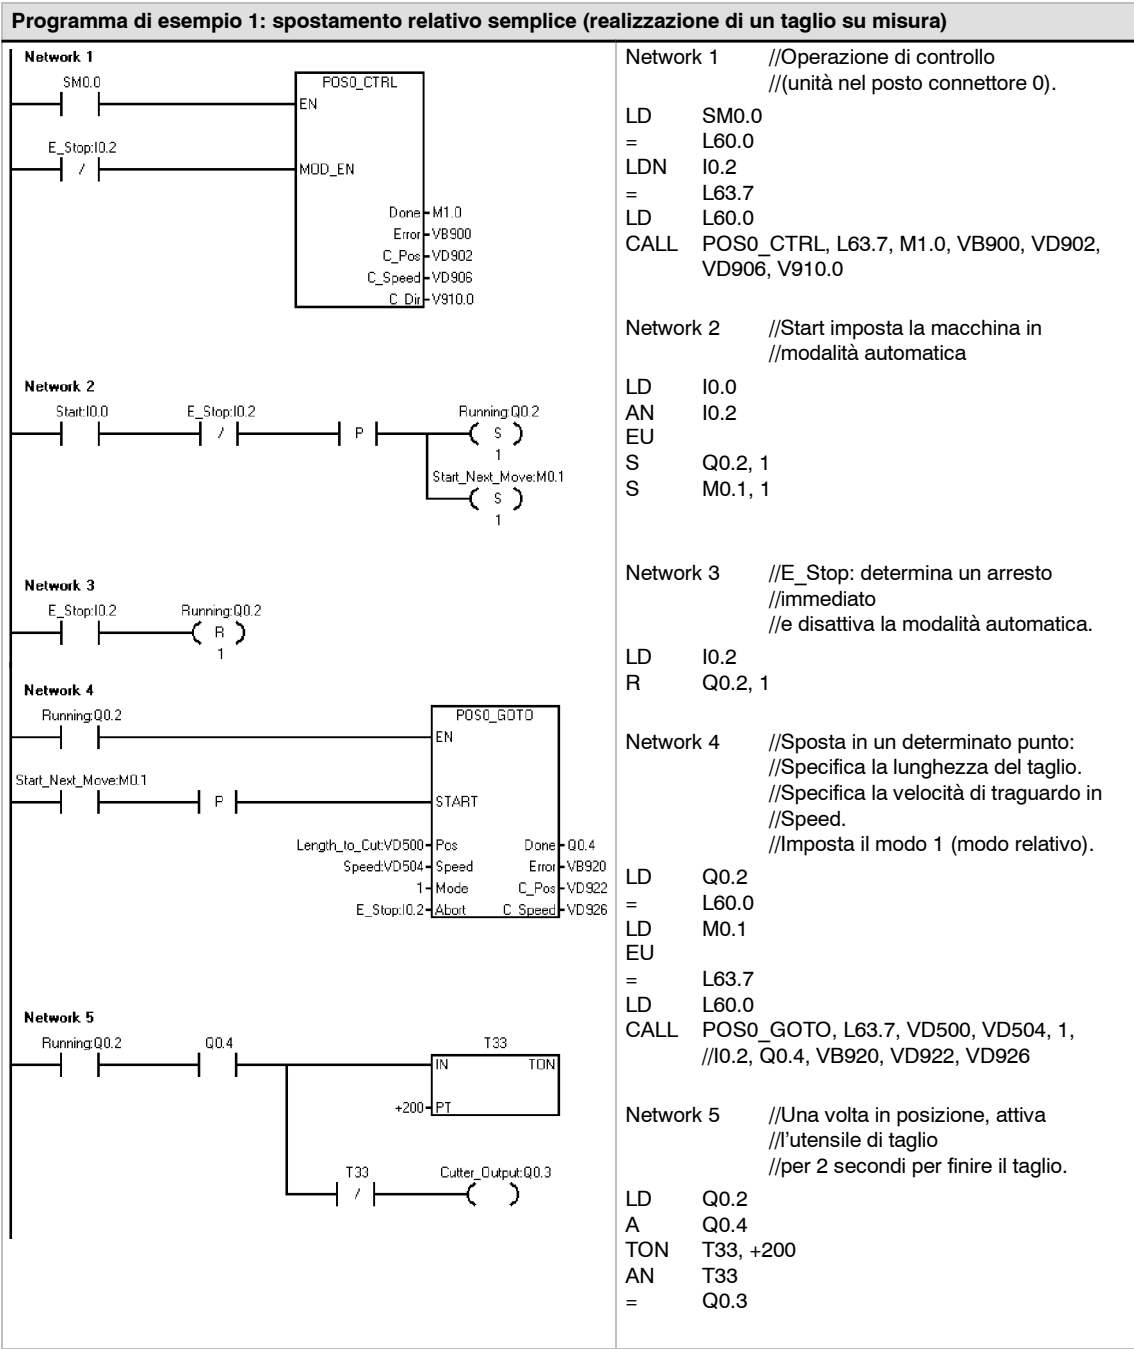 Programma di esempio 1: spostamento relativo semplice (realizzazione di un taglio su misura)
Network 1
SM0.0
POS0_CTRL
EN
E_Stop:I0.2
/
MOD_EN
Done M1.0
Error VB900
C_Pos VD902
C_Speed VD906
C_Dir V910.0
Network 2
Start:I0.0 E_Stop:I0.2 Running:Q0.2
/ P S
1
Start_Next_Move:M0.1
S
1
Network 3
E_Stop:I0.2 Running:Q0.2
R
1
Network 4
Running:Q0.2
POS0_GOTO
EN
Start_Next_Move:M0.1
P
START
Length_to_Cut:VD500 Pos Done Q0.4
Speed:VD504 Speed Error VB920
1 Mode C_Pos VD922
E_Stop:I0.2 Abort C_Speed VD926
Network 5
Running:Q0.2 Q0.4 T33
IN TON
+200 PT
T33 Cutter_Output:Q0.3
/
Network 1 //Operazione di controllo
//(unità nel posto connettore 0).
LD SM0.0
= L60.0
LDN I0.2
= L63.7
LD L60.0
CALL POS0_CTRL, L63.7, M1.0, VB900, VD902,
VD906, V910.0
Network 2 //Start imposta la macchina in
//modalità automatica
LD I0.0
AN I0.2
EU
S Q0.2, 1
S M0.1, 1
Network 3 //E_Stop: determina un arresto
//immediato
//e disattiva la modalità automatica.
LD I0.2
R Q0.2, 1
Network 4 //Sposta in un determinato punto:
//Specifica la lunghezza del taglio.
//Specifica la velocità di traguardo in
//Speed.
//Imposta il modo 1 (modo relativo).
LD Q0.2
= L60.0
LD M0.1
EU
= L63.7
LD L60.0
CALL POS0_GOTO, L63.7, VD500, VD504, 1,
//I0.2, Q0.4, VB920, VD922, VD926
Network 5 //Una volta in posizione, attiva
//l'utensile di taglio
//per 2 secondi per finire il taglio.
LD Q0.2
A Q0.4
TON T33, +200
AN T33
= Q0.3